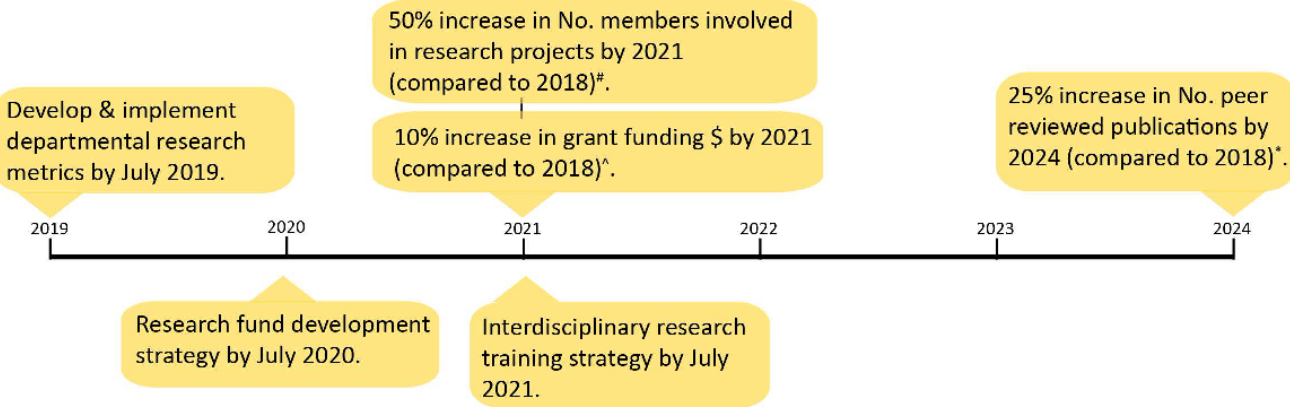 50% increase in No. members involved
in research projects by 2021
(compared to 2018)#.
Develop & implement
departmental research
metrics by July 2019.
10% increase in grant funding $ by 2021
(compared to 2018)^.
25% increase in No. peer
reviewed publications by
2024 (compared to 2018)*.
2019
2020
2021
2022
2023
2024
Research fund development
strategy by July 2020.
Interdisciplinary research
training strategy by July
2021.